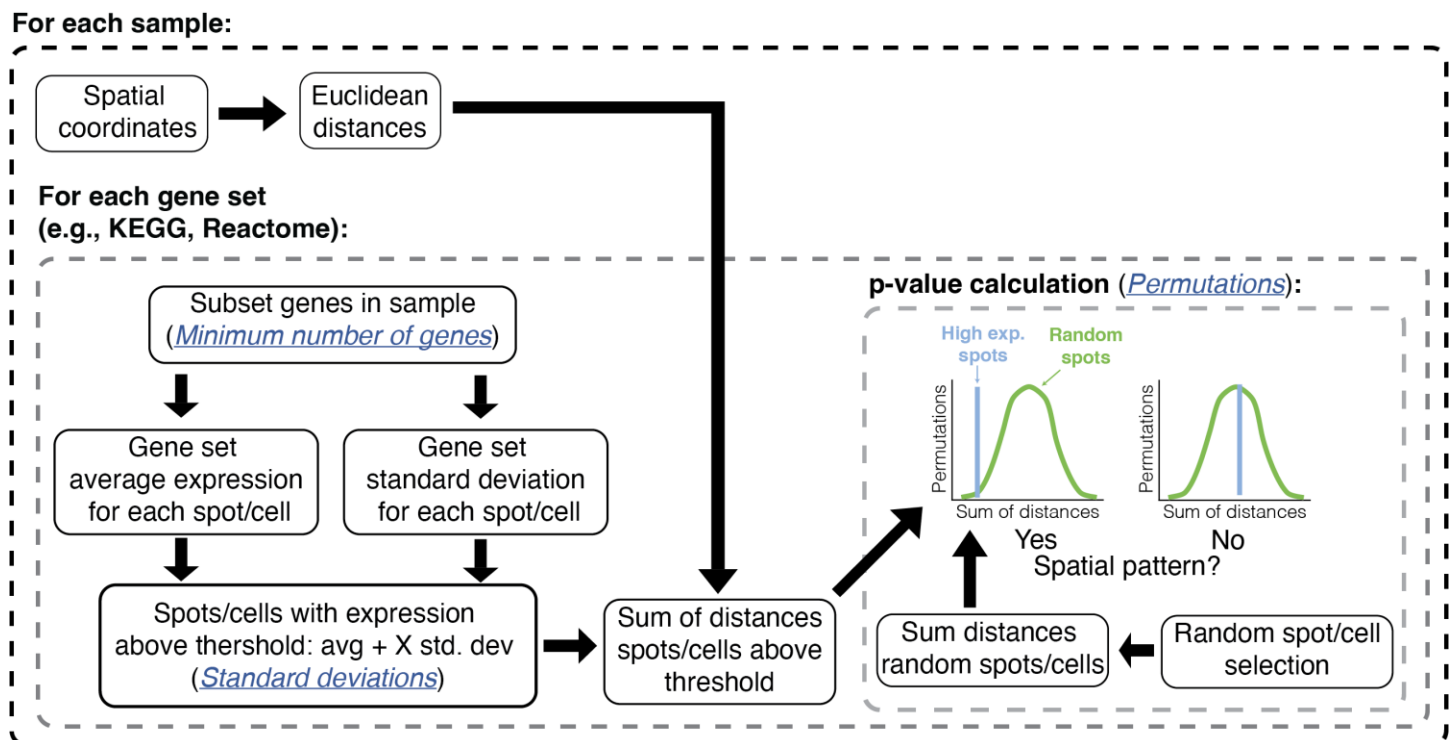 For each sample:
Spatial
coordinates
Euclidean
distances
For each gene set
(e.g., KEGG, Reactome):
Subset genes in sample
(Minimum number of genes)
Gene set
average expression
for each spot/cell
Gene set
standard deviation
for each spot/cell
Spots/cells with expression
above thershold: avg + X std. dev
(Standard deviations)
Sum of distances
spots/cells above
threshold
p-value calculation (Permutations):
High exp.
spots
Random
spots
Permutations
Sum of distances
Yes
Permutations
Sum of distances
No
Spatial pattern?
Sum distances
random spots/cells
Random spot/cell
selection